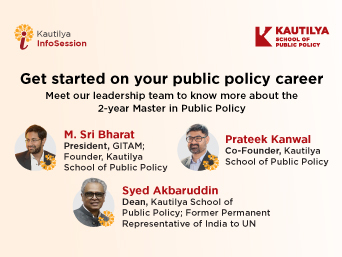 Kautilya
InfoSession
KAUTILYA
SCHOOL OF
PUBLIC POLICY
Get started on your public policy career
Meet our leadership team to know more about the
2-year Master in Public Policy
M. Sri Bharat
President, GITAM;
Founder, Kautilya
School of Public Policy
Prateek Kanwal
Co-Founder, Kautilya
School of Public Policy
Syed Akbaruddin
Dean, Kautilya School of
Public Policy; Former Permanent
Representative of India to UN